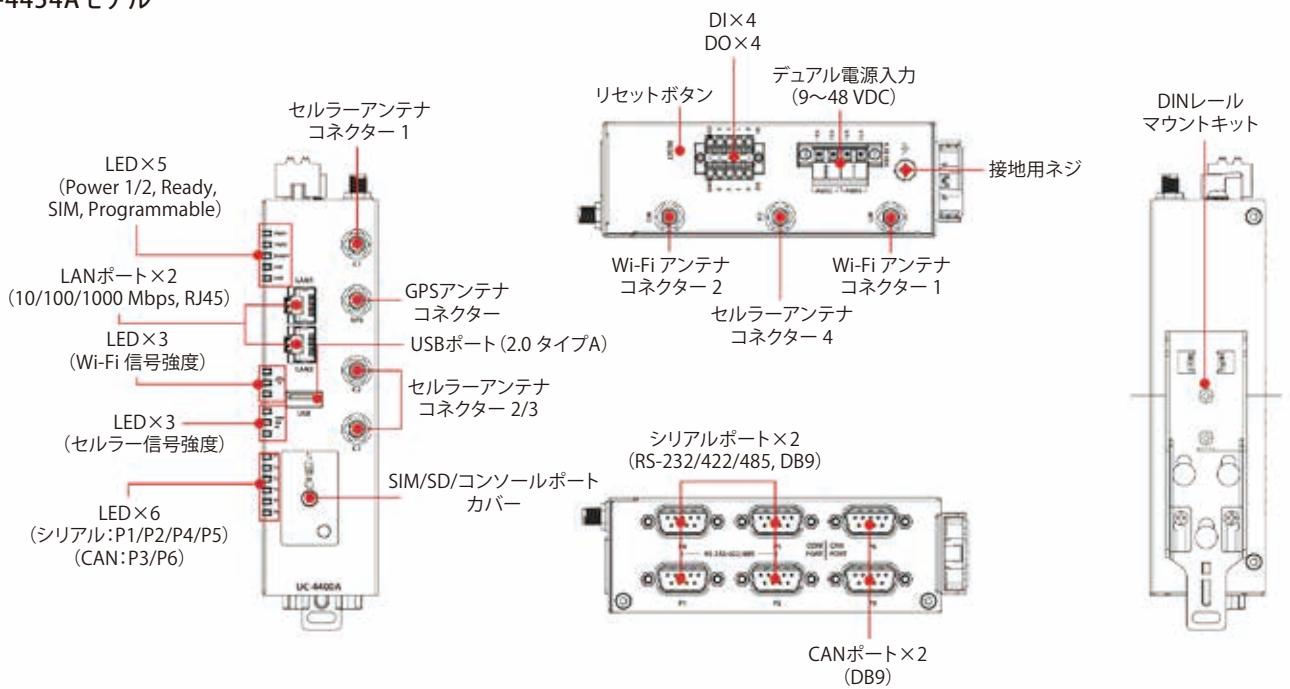 -4454A モデル
セルラーアンテナ
コネクター 1
LED×5
(Power 1/2, Ready,
SIM, Programmable)
LANポート×2
(10/100/1000 Mbps, RJ45)
LED×3
(Wi-Fi 信号強度)
LED×3
(セルラー信号強度)
LED×6
(シリアル:P1/P2/P4/P5)
(CAN:P3/P6)
GPSアンテナ
コネクター
USBポート(2.0 タイプA)
セルラーアンテナ
コネクター 2/3
SIM/SD/コンソールポート
カバー
LAN1
LAN2
USB
UC-4400A
DI×4
DO×4
リセットボタン
デュアル電源入力
(9~48 VDC)
接地用ネジ
Wi-Fi アンテナ
コネクター 2
セルラーアンテナ
コネクター 4
Wi-Fi アンテナ
コネクター 1
シリアルポート×2
(RS-232/422/485, DB9)
RS-232/422/485
P1
CANポート×2
(DB9)
DINレール
マウントキット